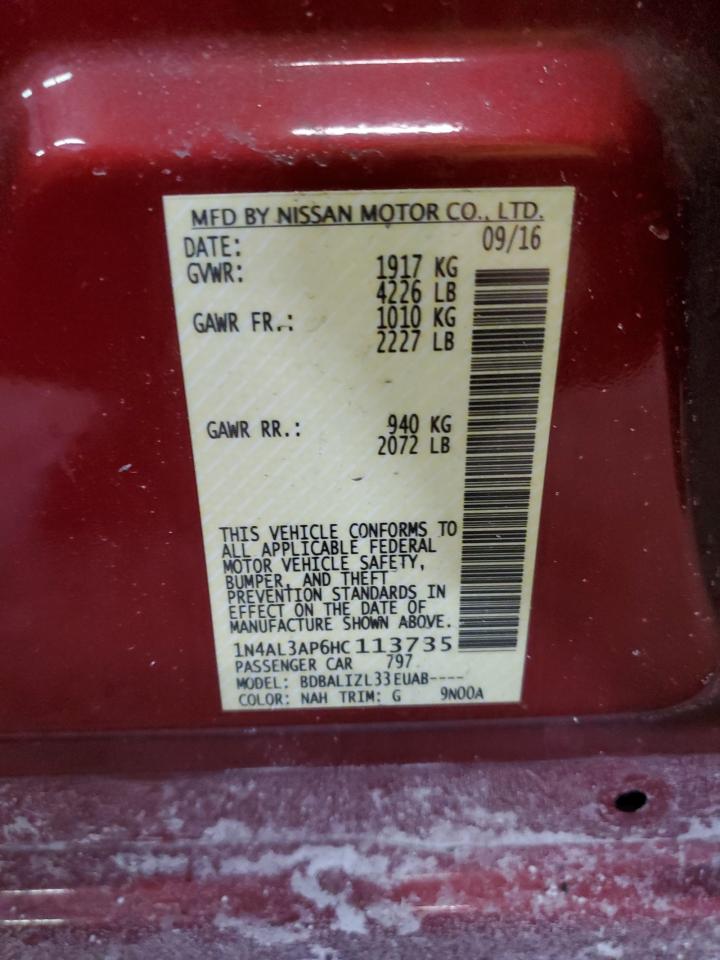 MFD BY NISSAN MOTOR CO., LTD.
DATE: 09/16
GVWR: 1917 KG
4226 LB
GAWR FR.: 1010 KG
2227 LB
GAWR RR.: 940 KG
2072 LB
THIS VEHICLE CONFORMS TO
ALL APPLICABLE FEDERAL
MOTOR VEHICLE SAFETY,
BUMPER, AND THEFT
PREVENTION STANDARDS IN
EFFECT ON THE DATE OF
MANUFACTURE SHOWN ABOVE.
1N4AL3AP6HC113735
PASSENGER CAR 797
MODEL: BDBALIZL33EUAB----
COLOR: NAH TRIM: G 9N00A